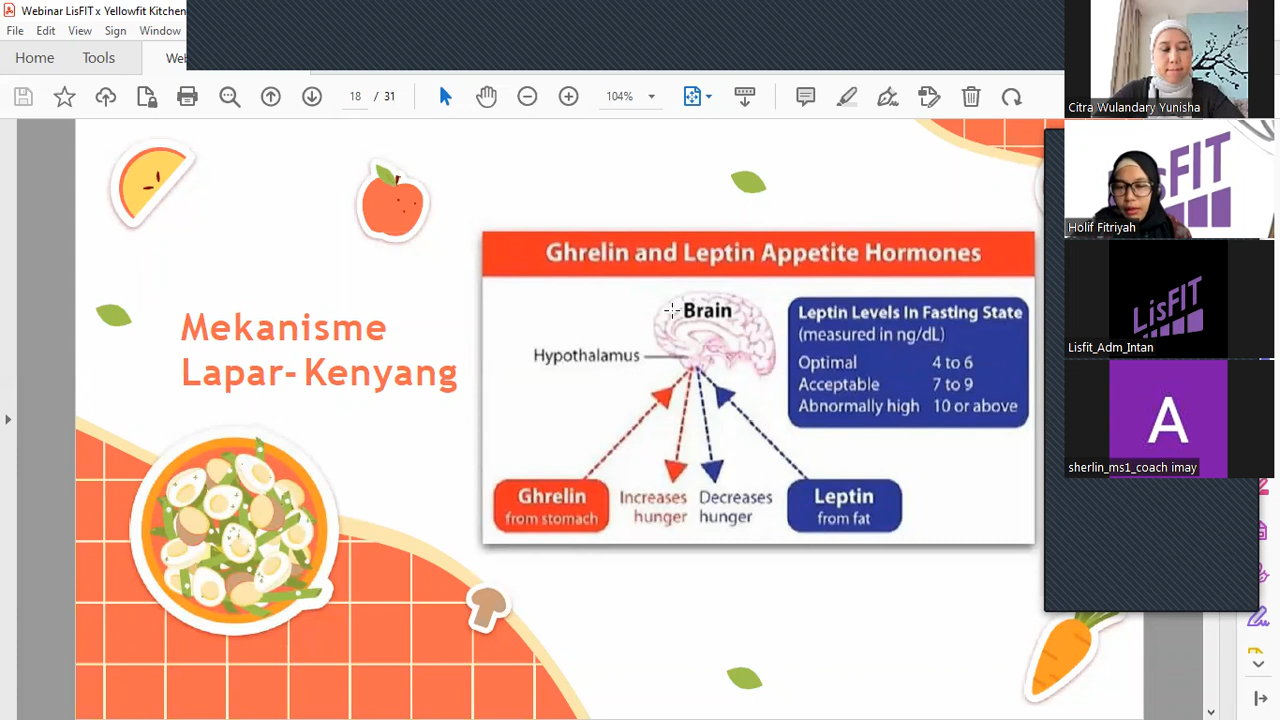 Webinar LisFIT x Yellowfit Kitchen
File Edit View Sign Window
Home Tools
18 / 31
104%
Mekanisme
Lapar-Kenyang
Ghrelin and Leptin Appetite Hormones
Brain
Hypothalamus
Leptin Levels In Fasting State
(measured in ng/dL)
Optimal 4 to 6
Acceptable 7 to 9
Abnormally high 10 or above
Ghrelin
from stomach
Increases
hunger
Decreases
hunger
Leptin
from fat
Citra Wulandary Yunisha
LisFIT
Holif Fitriyah
LisFIT
Lisfit_Adm_Intan
A
sherlin_ms1_coach imay